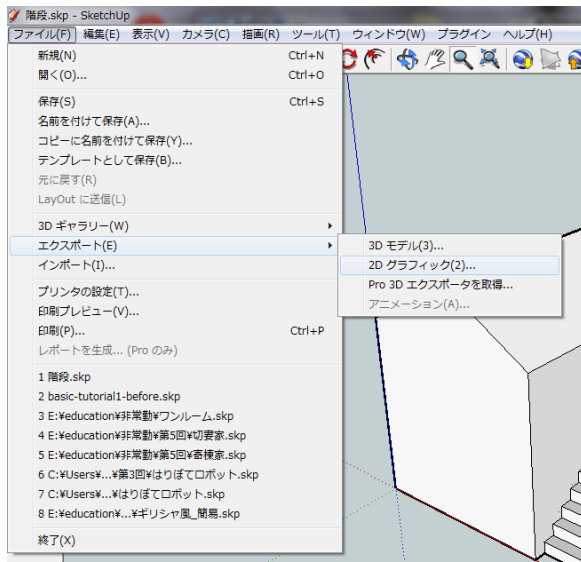 階段.skp - SketchUp
ファイル(F) 編集(E) 表示(V) カメラ(C) 描画(R) ツール(T) ウィンドウ(W) プラグイン ヘルプ(H)
新規(N) Ctrl+N
開く(O)... Ctrl+O
保存(S) Ctrl+S
名前を付けて保存(A)...
コピーに名前を付けて保存(Y)...
テンプレートとして保存(B)...
元に戻す(R)
LayOut に送信(L)
3D ギャラリー(W)
エクスポート(E)
インポート(I)...
プリンタの設定(T)...
印刷プレビュー(V)...
印刷(P)... Ctrl+P
レポートを生成... (Pro のみ)
1 階段.skp
2 basic-tutorial1-before.skp
3 E:¥education¥非常勤¥ワンルーム.skp
4 E:¥education¥非常勤¥第5回¥切妻家.skp
5 E:¥education¥非常勤¥第5回¥寄棟家.skp
6 C:¥Users¥...¥第3回¥はりぼてロボット.skp
7 C:¥Users¥...¥はりぼてロボット.skp
8 E:¥education¥...¥ギリシャ風_簡易.skp
終了(X)
3D モデル(3)...
2D グラフィック(2)...
Pro 3D エクスポータを取得...
アニメーション(A)...